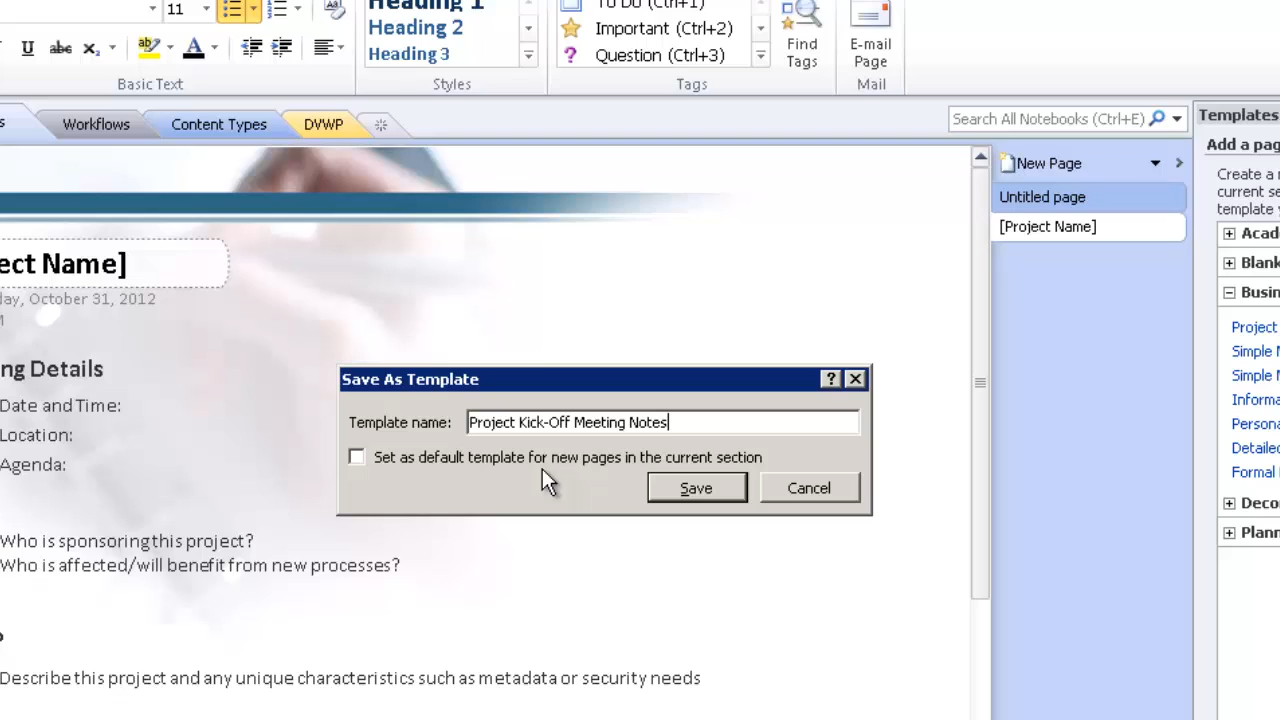 Heading 1
To Do (Ctrl+1)
11
Heading 2
Important (Ctrl+2)
U abc X₂ ab A
Heading 3
? Question (Ctrl+3)
Find Tags
E-mail Page
Basic Text
Styles
Tags
Mail
Workflows
Content Types
DVWP
Search All Notebooks (Ctrl+E)
Templates
Add a pag
New Page
Create a
current se
template
Untitled page
[Project Name]
Acad
Blank
Busin
Project
Simple
Simple
Informa
Persona
Detailed
Formal
Deco
Plann
ect Name]
day, October 31, 2012
M
ng Details
Date and Time:
Location:
Agenda:
Save As Template
Template name: Project Kick-Off Meeting Notes
Set as default template for new pages in the current section
Save
Cancel
Who is sponsoring this project?
Who is affected/will benefit from new processes?
Describe this project and any unique characteristics such as metadata or security needs